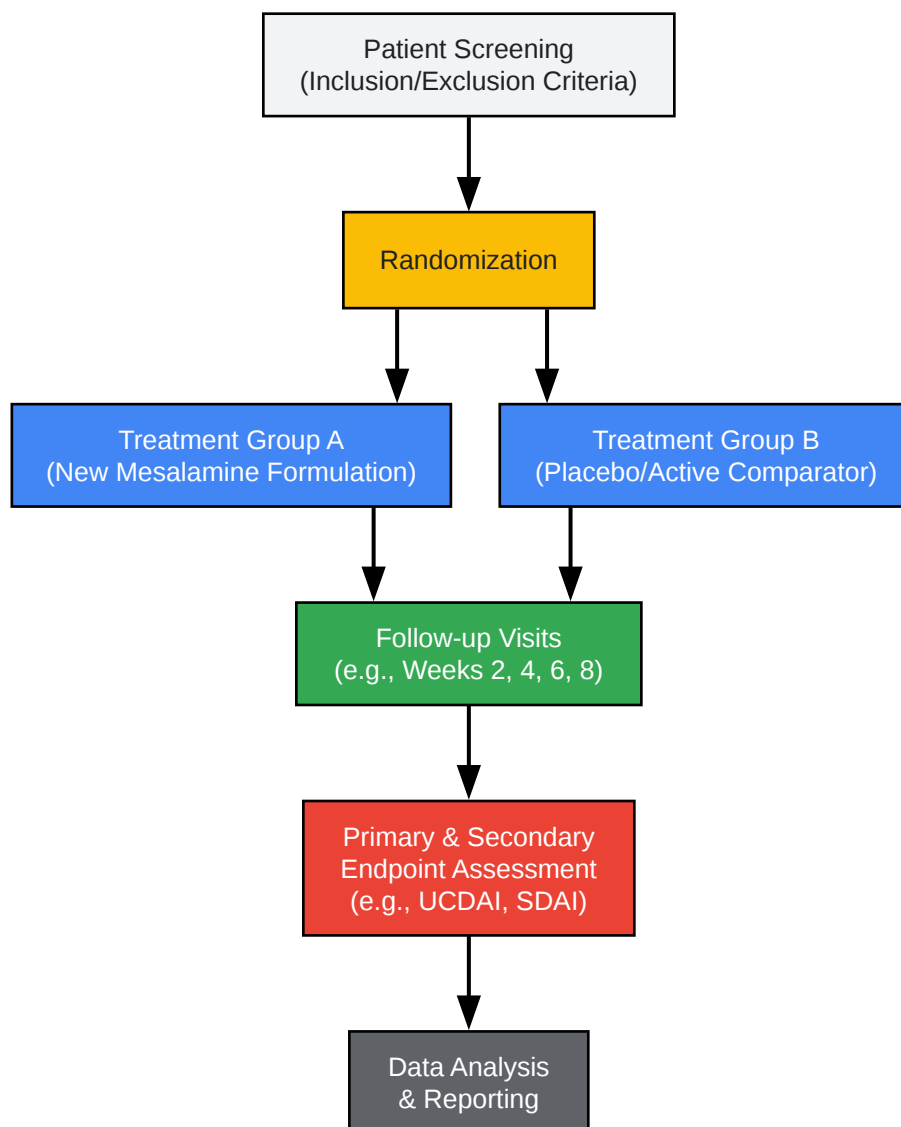 Patient Screening
(Inclusion/Exclusion Criteria)
Randomization
Treatment Group A
(New Mesalamine Formulation)
Treatment Group B
(Placebo/Active Comparator)
Follow-up Visits
(e.g., Weeks 2, 4, 6, 8)
Primary & Secondary
Endpoint Assessment
(e.g., UCDAI, SDAI)
Data Analysis
& Reporting